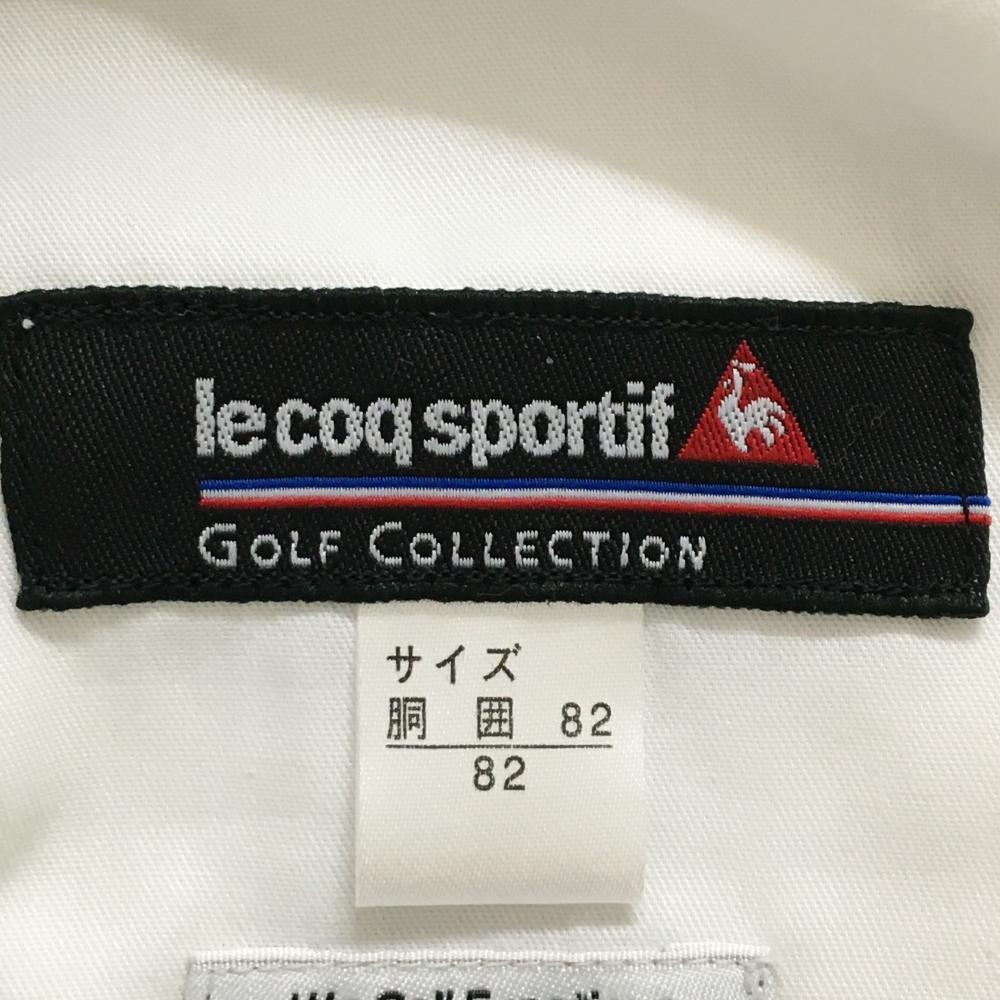 le coq sportif
GOLF COLLECTION
サイズ
胴 囲 82
82